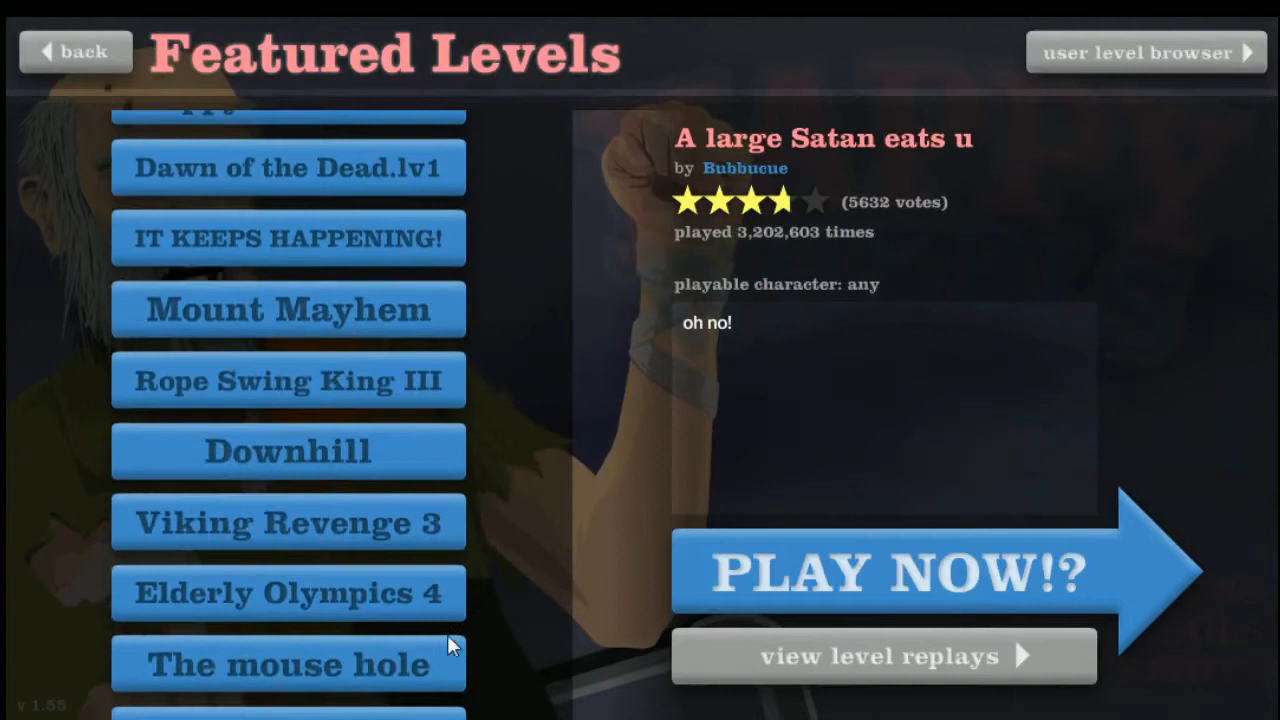 back
Featured Levels
user level browser
Dawn of the Dead.lv1
IT KEEPS HAPPENING!
Mount Mayhem
Rope Swing King III
Downhill
Viking Revenge 3
Elderly Olympics 4
The mouse hole
A large Satan eats u
by Bubbucue
(5632 votes)
played 3,202,603 times
playable character: any
oh no!
PLAY NOW!?
view level replays
v 1.55